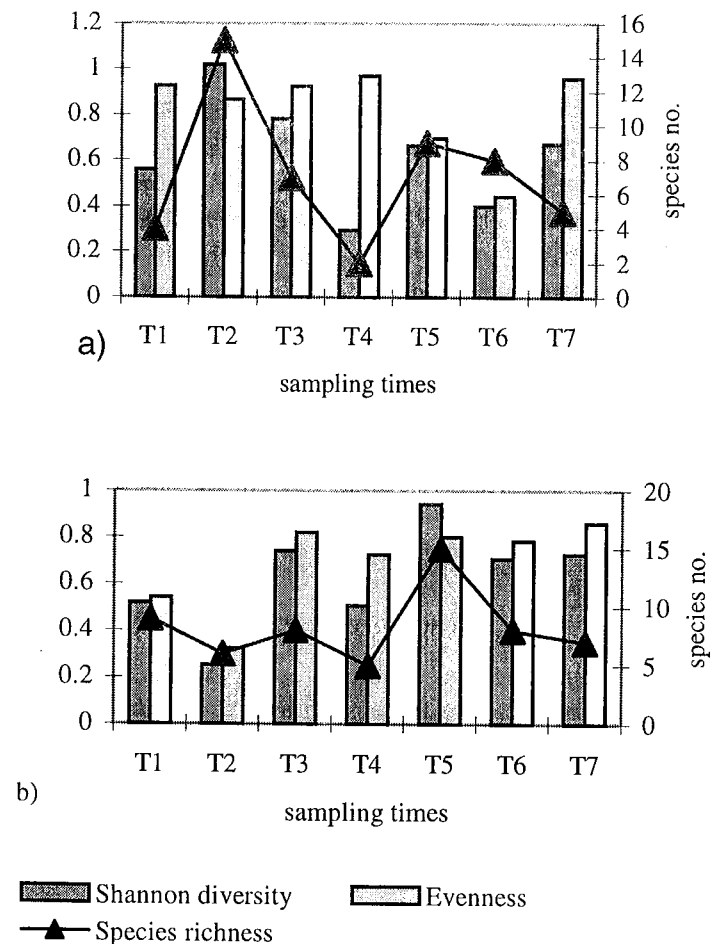 1.2
1
0.8
0.6
0.4
0.2
0
16
14
12
10
8
6
4
2
0
species no.
T1 T2 T3 T4 T5 T6 T7
a)
sampling times
1
0.8
0.6
0.4
0.2
0
20
15
10
5
0
species no.
T1 T2 T3 T4 T5 T6 T7
b)
sampling times
Shannon diversity Evenness
Species richness